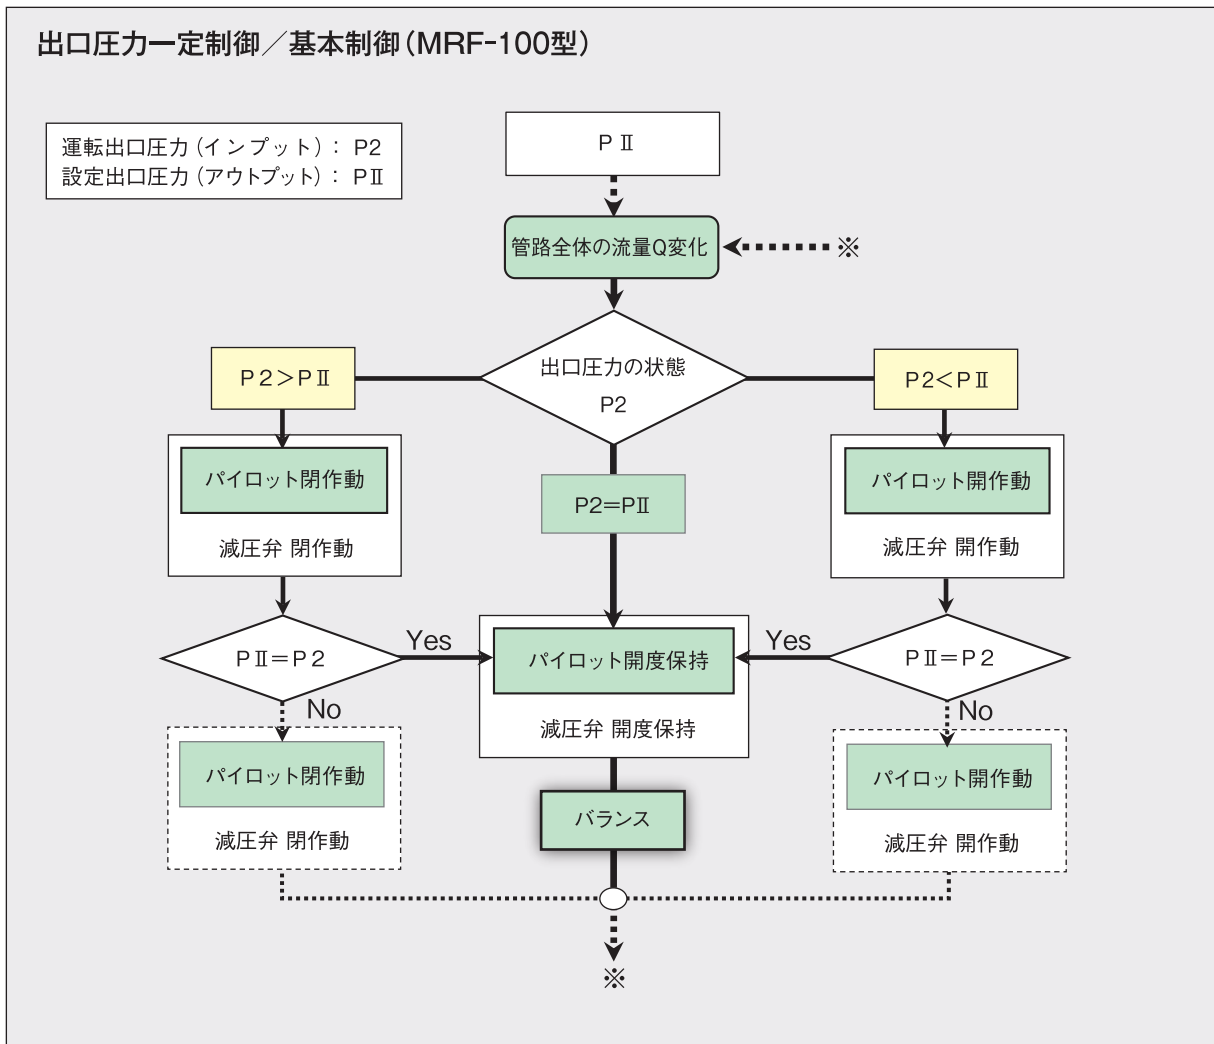 出口圧力一定制御／基本制御(MRF-100型)
運転出口圧力(インプット)：P2
設定出口圧力(アウトプット)：PⅡ
PⅡ
管路全体の流量Q変化
※
出口圧力の状態
P2
P2>PⅡ
P2<PⅡ
パイロット閉作動
減圧弁 閉作動
P2=PⅡ
パイロット開作動
減圧弁 開作動
PⅡ=P2
Yes
No
パイロット開度保持
減圧弁 開度保持
Yes
PⅡ=P2
No
パイロット閉作動
減圧弁 閉作動
バランス
パイロット開作動
減圧弁 開作動
※